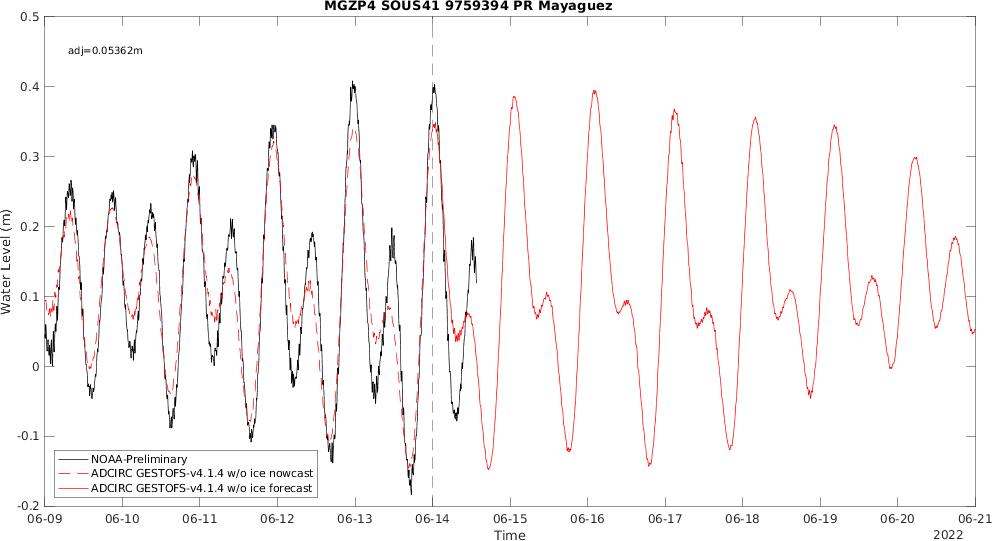 MGZP4 SOUS41 9759394 PR Mayaguez
0.5
adj=0.05362m
0.4
0.3
0.2
Water Level (m)
0.1
0
-0.1
NOAA-Preliminary
ADCIRC GESTOFS-v4.1.4 w/o ice nowcast
ADCIRC GESTOFS-v4.1.4 w/o ice forecast
-0.2
06-09 06-10 06-11 06-12 06-13 06-14 06-15 06-16 06-17 06-18 06-19 06-20 06-21
Time
2022